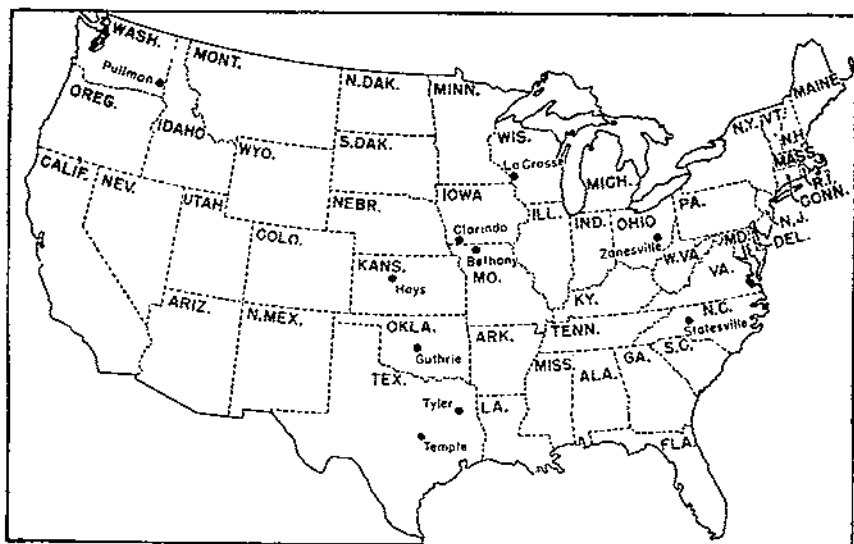 WASH.
Pullman
MONT.
N.DAK.
MINN.
MAINE
OREG.
IDAHO
WYO.
S.DAK.
WIS.
La Crosse
MICH.
N.Y.
VT.
N.H.
MASS.
R.I.
CONN.
CALIF.
NEV.
UTAH
NEBR.
IOWA
ILL.
IND.
OHIO
PA.
N.J.
DEL.
MD.
Clarinda
Bethany
Zanesville
W.VA.
VA.
COLO.
KANS.
Hays
MO.
KY.
N.C.
Statesville
ARIZ.
N.MEX.
OKLA.
Guthrie
ARK.
TENN.
S.C.
TEX.
Tyler
Temple
LA.
MISS.
ALA.
GA.
FLA.